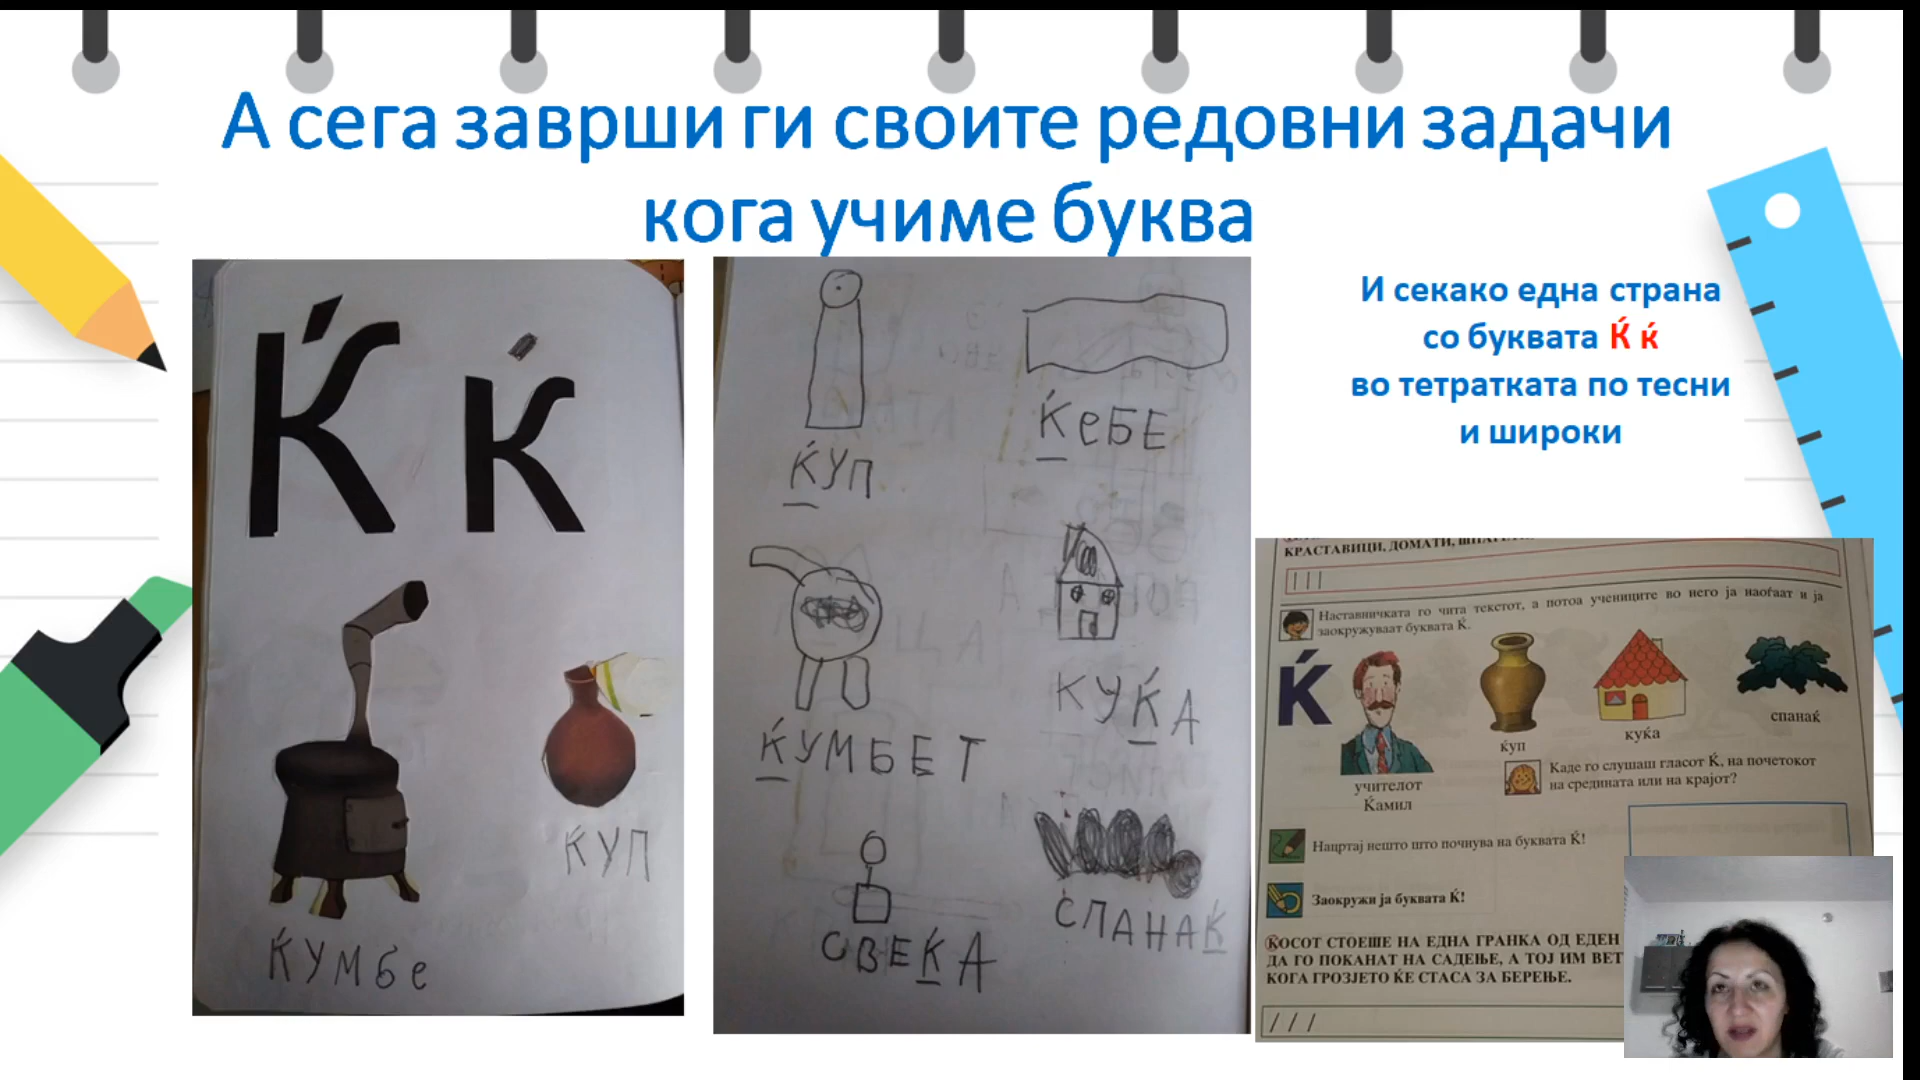 А сега заврши ги своите редовни задачи
кога учиме буква
Ќ ќ
ЌУМБе
ЌУП
ЌУП
ЌеБЕ
ЌУМБЕТ
КУЌА
СВЕЌА
СПАНАЌ
И секако една страна
со буквата Ќ ќ
во тетратката по тесни
и широки
КРАСТАВИЦИ, ДОМАТИ,
Наставничката го чита текстот, а потоа учениците во него ја наоѓаат и ја
заокружуваат буквата Ќ.
Ќ
учителот
Ќамил
ќуп
куќа
спанаќ
Каде го слушаш гласот Ќ, на почетокот
на средината или на крајот?
Нацртај нешто што почнува на буквата Ќ!
Заокружи ја буквата Ќ!
ЌОСОТ СТОЕШЕ НА ЕДНА ГРАНКА ОД ЕДЕН
ДА ГО ПОКАНАТ НА САДЕЊЕ, А ТОЈ ИМ ВЕТ
КОГА ГРОЗЈЕТО ЌЕ СТАСА ЗА БЕРЕЊЕ.